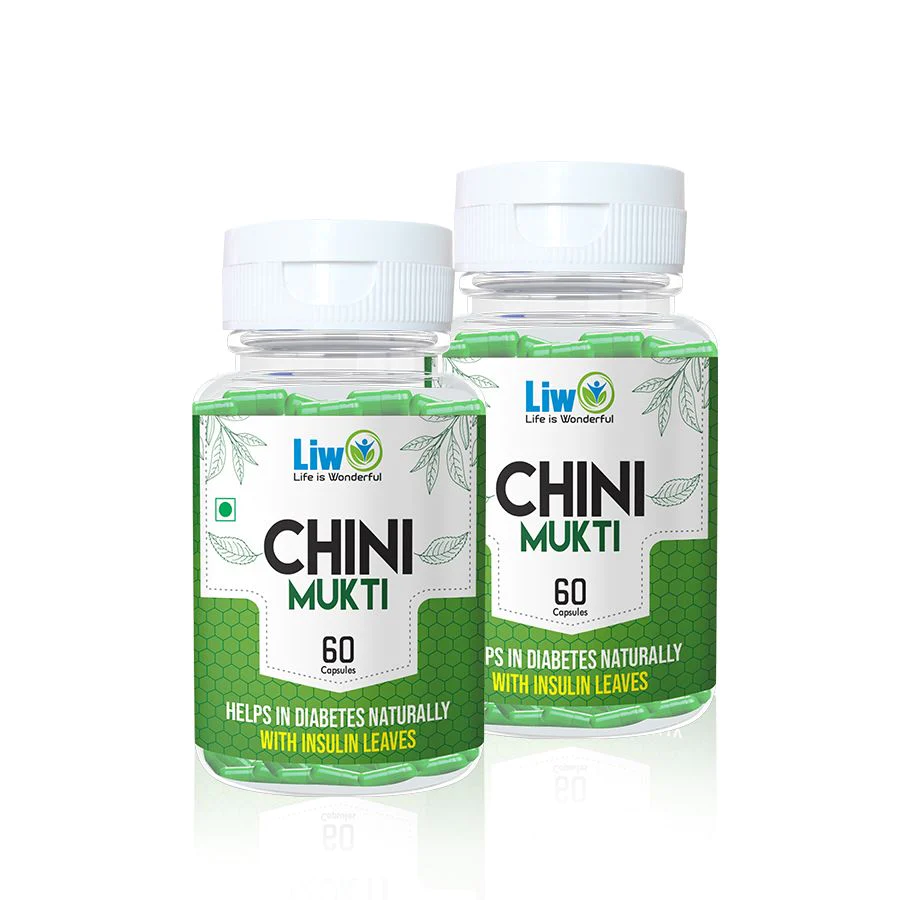 Liw
Life is Wonderful
CHINI
MUKTI
60
Capsules
HELPS IN DIABETES NATURALLY
WITH INSULIN LEAVES
Liw
Life is Wonderful
CHINI
MUKTI
60
Capsules
PS IN DIABETES NATURALLY
WITH INSULIN LEAVES